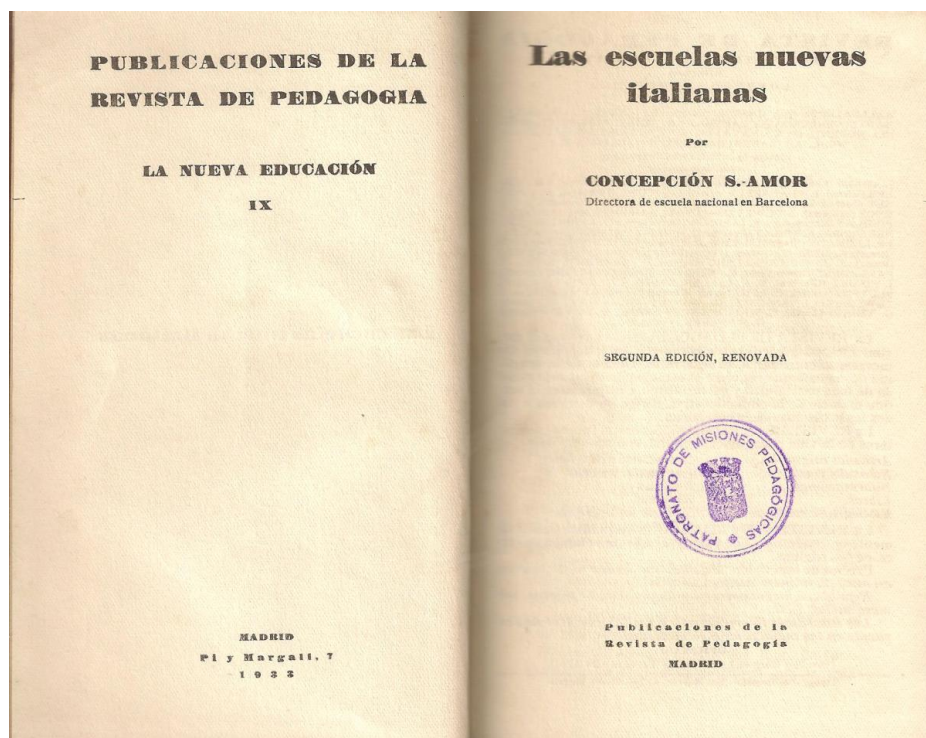 PUBLICACIONES DE LA
REVISTA DE PEDAGOGIA
LA NUEVA EDUCACIÓN
IX
MADRID
Pi y Margall, 7
1933
Las escuelas nuevas
italianas
Por
CONCEPCIÓN S.-AMOR
Directora de escuela nacional en Barcelona
SEGUNDA EDICIÓN, RENOVADA
PATRONATO DE MISIONES PEDAGÓGICAS
Publicaciones de la
Revista de Pedagogía
MADRID